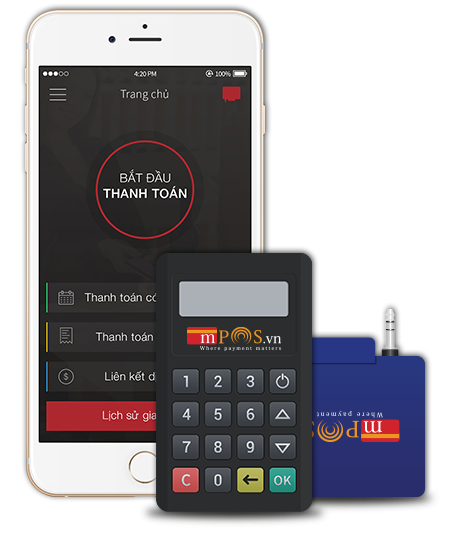 4:20 PM
100%
Trang chủ
BẮT ĐẦU
THANH TOÁN
Thanh toán có
Thanh toán
Liên kết
Lịch sử
mPOS.vn
Where payment matters
1 2 3
4 5 6
7 8 9
C 0 OK
Where payment
mPOS